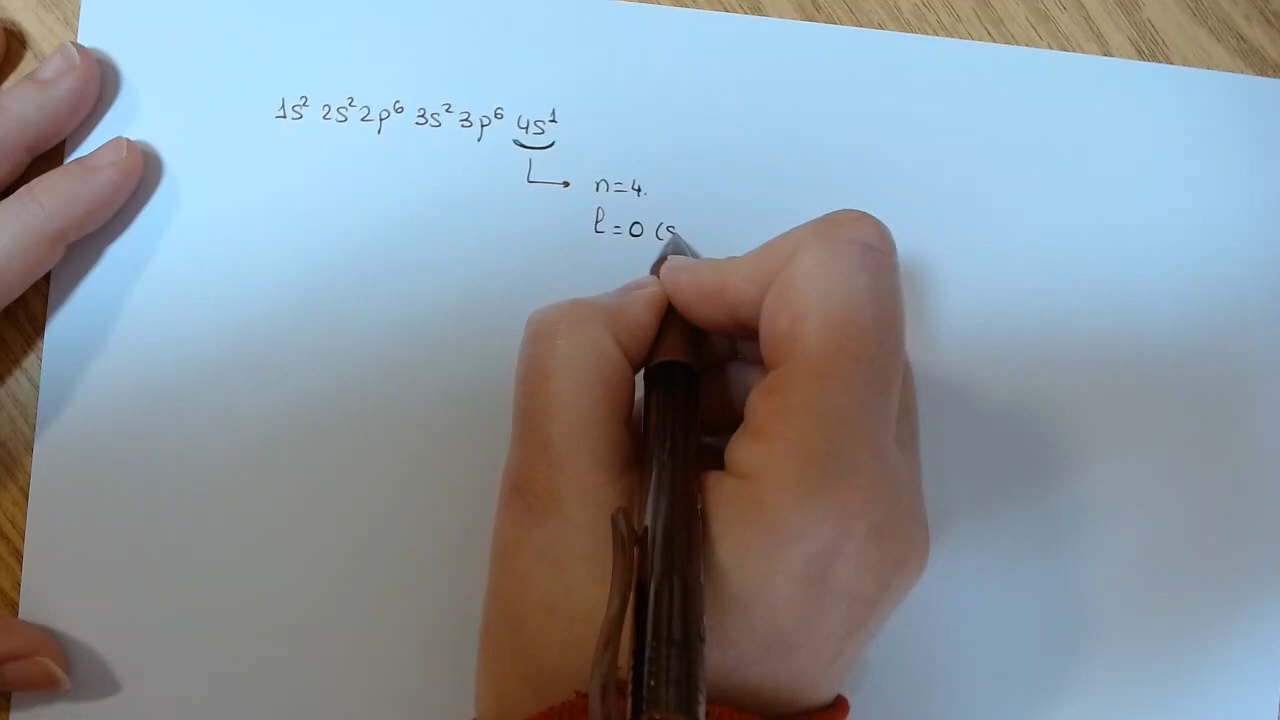 1s² 2s² 2p⁶ 3s² 3p⁶ 4s¹
n=4.
l=0 (s